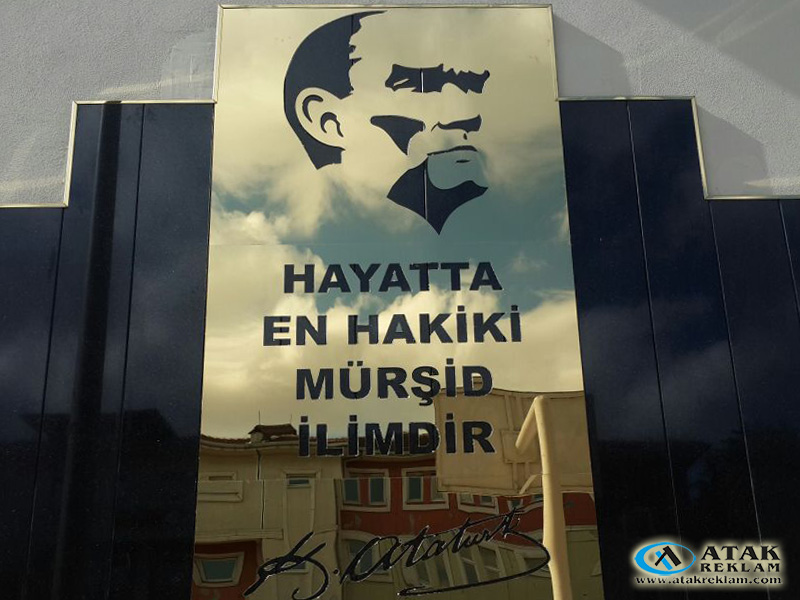 HAYATTA
EN HAKİKİ
MÜRŞİD
İLİMDİR
K. Atatürk
ATAK
REKLAM
www.atakreklam.com